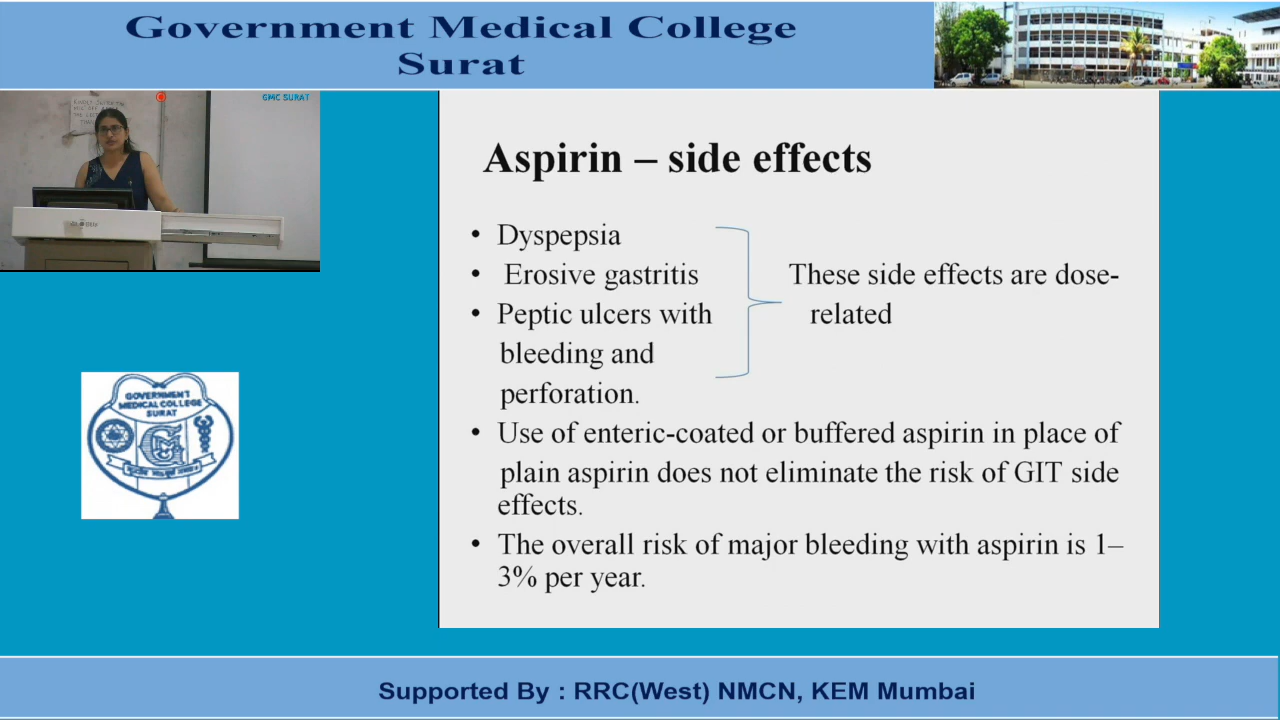 Government Medical College
Surat
GMC SURAT
Aspirin – side effects
• Dyspepsia
• Erosive gastritis
• Peptic ulcers with
bleeding and
perforation.
These side effects are dose-
related
• Use of enteric-coated or buffered aspirin in place of
plain aspirin does not eliminate the risk of GIT side
effects.
• The overall risk of major bleeding with aspirin is 1–
3% per year.
GOVERNMENT
MEDICAL COLLEGE
SURAT
Supported By : RRC(West) NMCN, KEM Mumbai